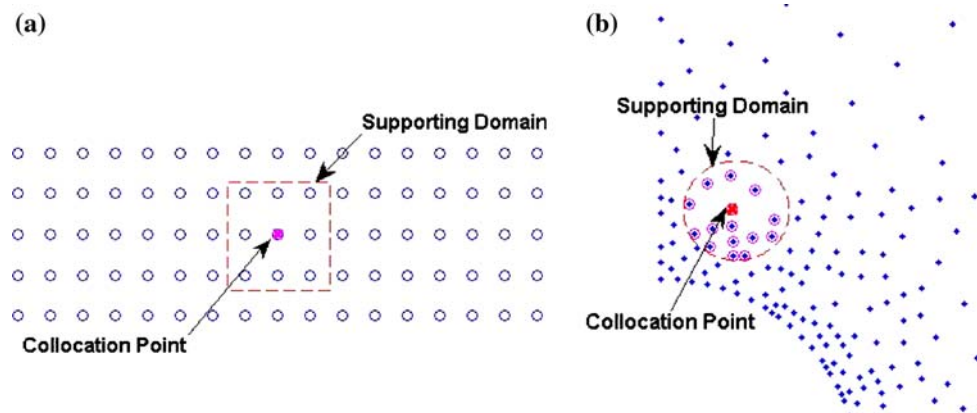 (a)
Supporting Domain
Collocation Point
(b)
Supporting Domain
Collocation Point